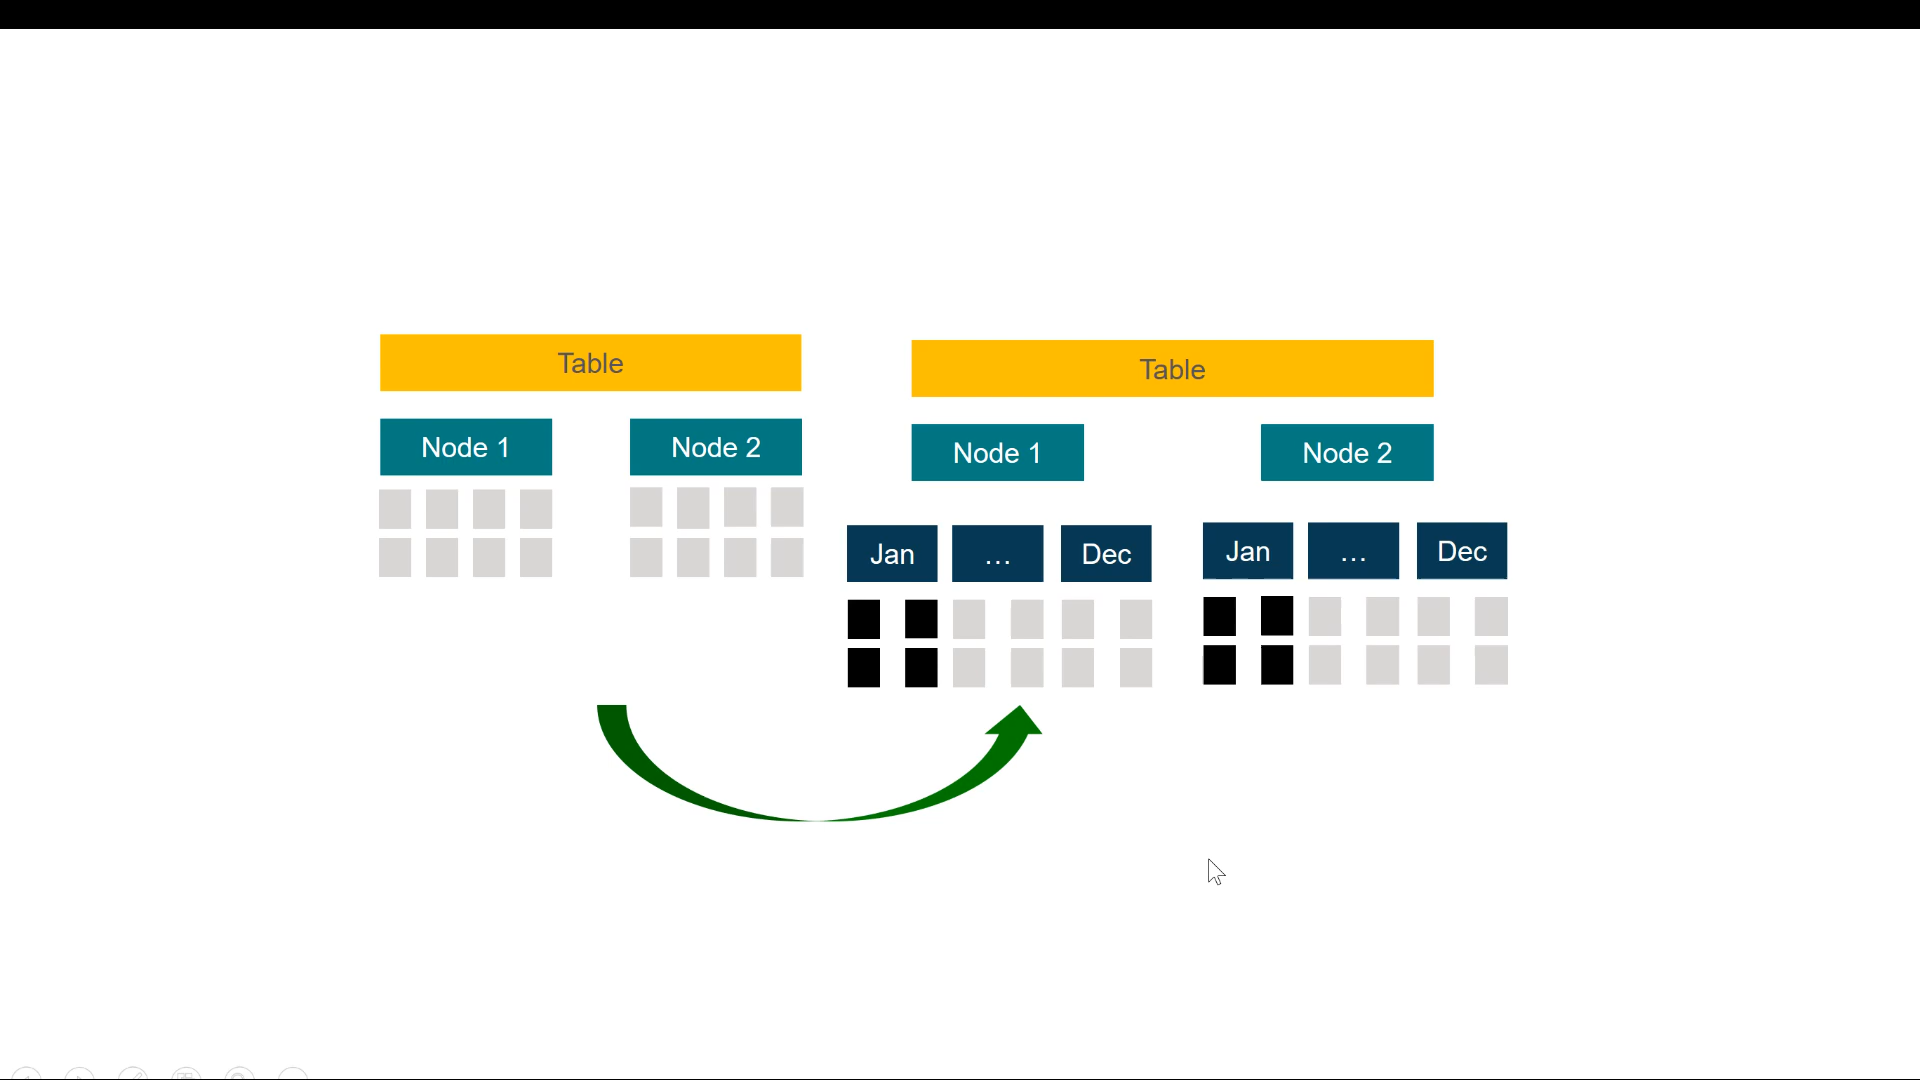 Table
Node 1
Node 2
Table
Node 1
Node 2
Jan
...
Dec
Jan
...
Dec